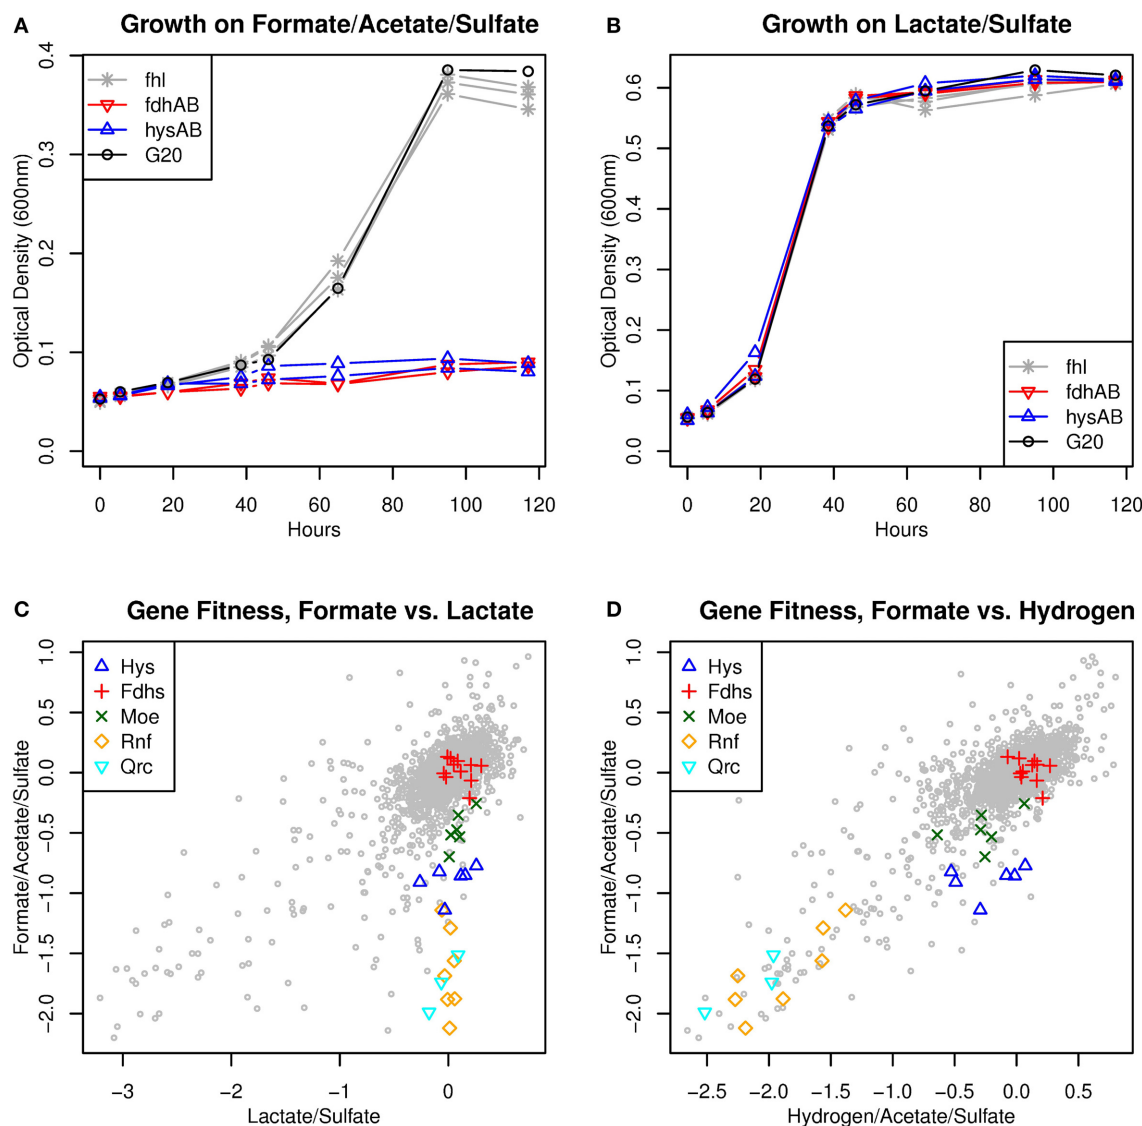 A Growth on Formate/Acetate/Sulfate
Optical Density (600nm)
0.4
0.3
0.2
0.1
0.0
fhl
fdhAB
hysAB
G20
0 20 40 60 80 100 120
Hours
B Growth on Lactate/Sulfate
Optical Density (600nm)
0.6
0.5
0.4
0.3
0.2
0.1
0.0
fhl
fdhAB
hysAB
G20
0 20 40 60 80 100 120
Hours
C Gene Fitness, Formate vs. Lactate
Formate/Acetate/Sulfate
1.0
0.5
0.0
−0.5
−1.0
−1.5
−2.0
Hys
Fdhs
Moe
Rnf
Qrc
−3 −2 −1 0
Lactate/Sulfate
D Gene Fitness, Formate vs. Hydrogen
Formate/Acetate/Sulfate
1.0
0.5
0.0
−0.5
−1.0
−1.5
−2.0
Hys
Fdhs
Moe
Rnf
Qrc
−2.5 −2.0 −1.5 −1.0 −0.5 0.0 0.5
Hydrogen/Acetate/Sulfate